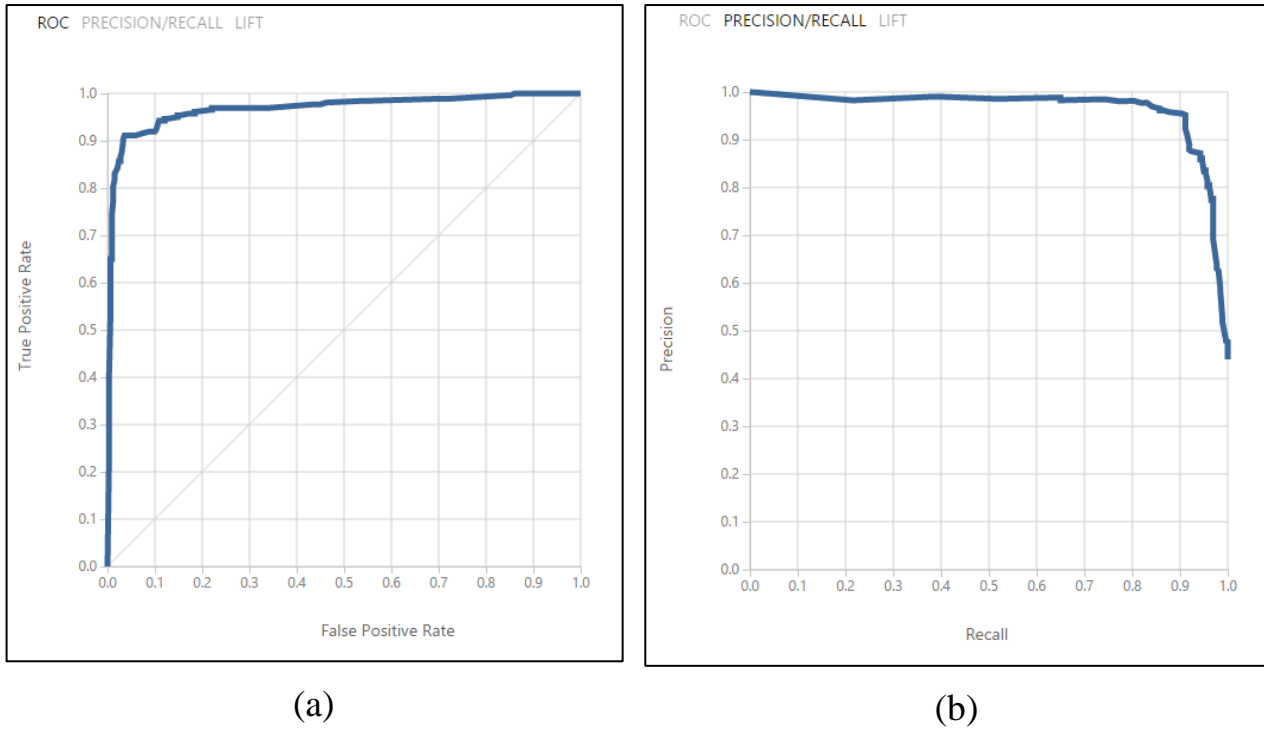 ROC PRECISION/RECALL LIFT
1.0
0.9
0.8
0.7
0.6
0.5
0.4
0.3
0.2
0.1
0.0
True Positive Rate
0.0 0.1 0.2 0.3 0.4 0.5 0.6 0.7 0.8 0.9 1.0
False Positive Rate
(a)
ROC PRECISION/RECALL LIFT
1.0
0.9
0.8
0.7
0.6
0.5
0.4
0.3
0.2
0.1
0.0
Precision
0.0 0.1 0.2 0.3 0.4 0.5 0.6 0.7 0.8 0.9 1.0
Recall
(b)